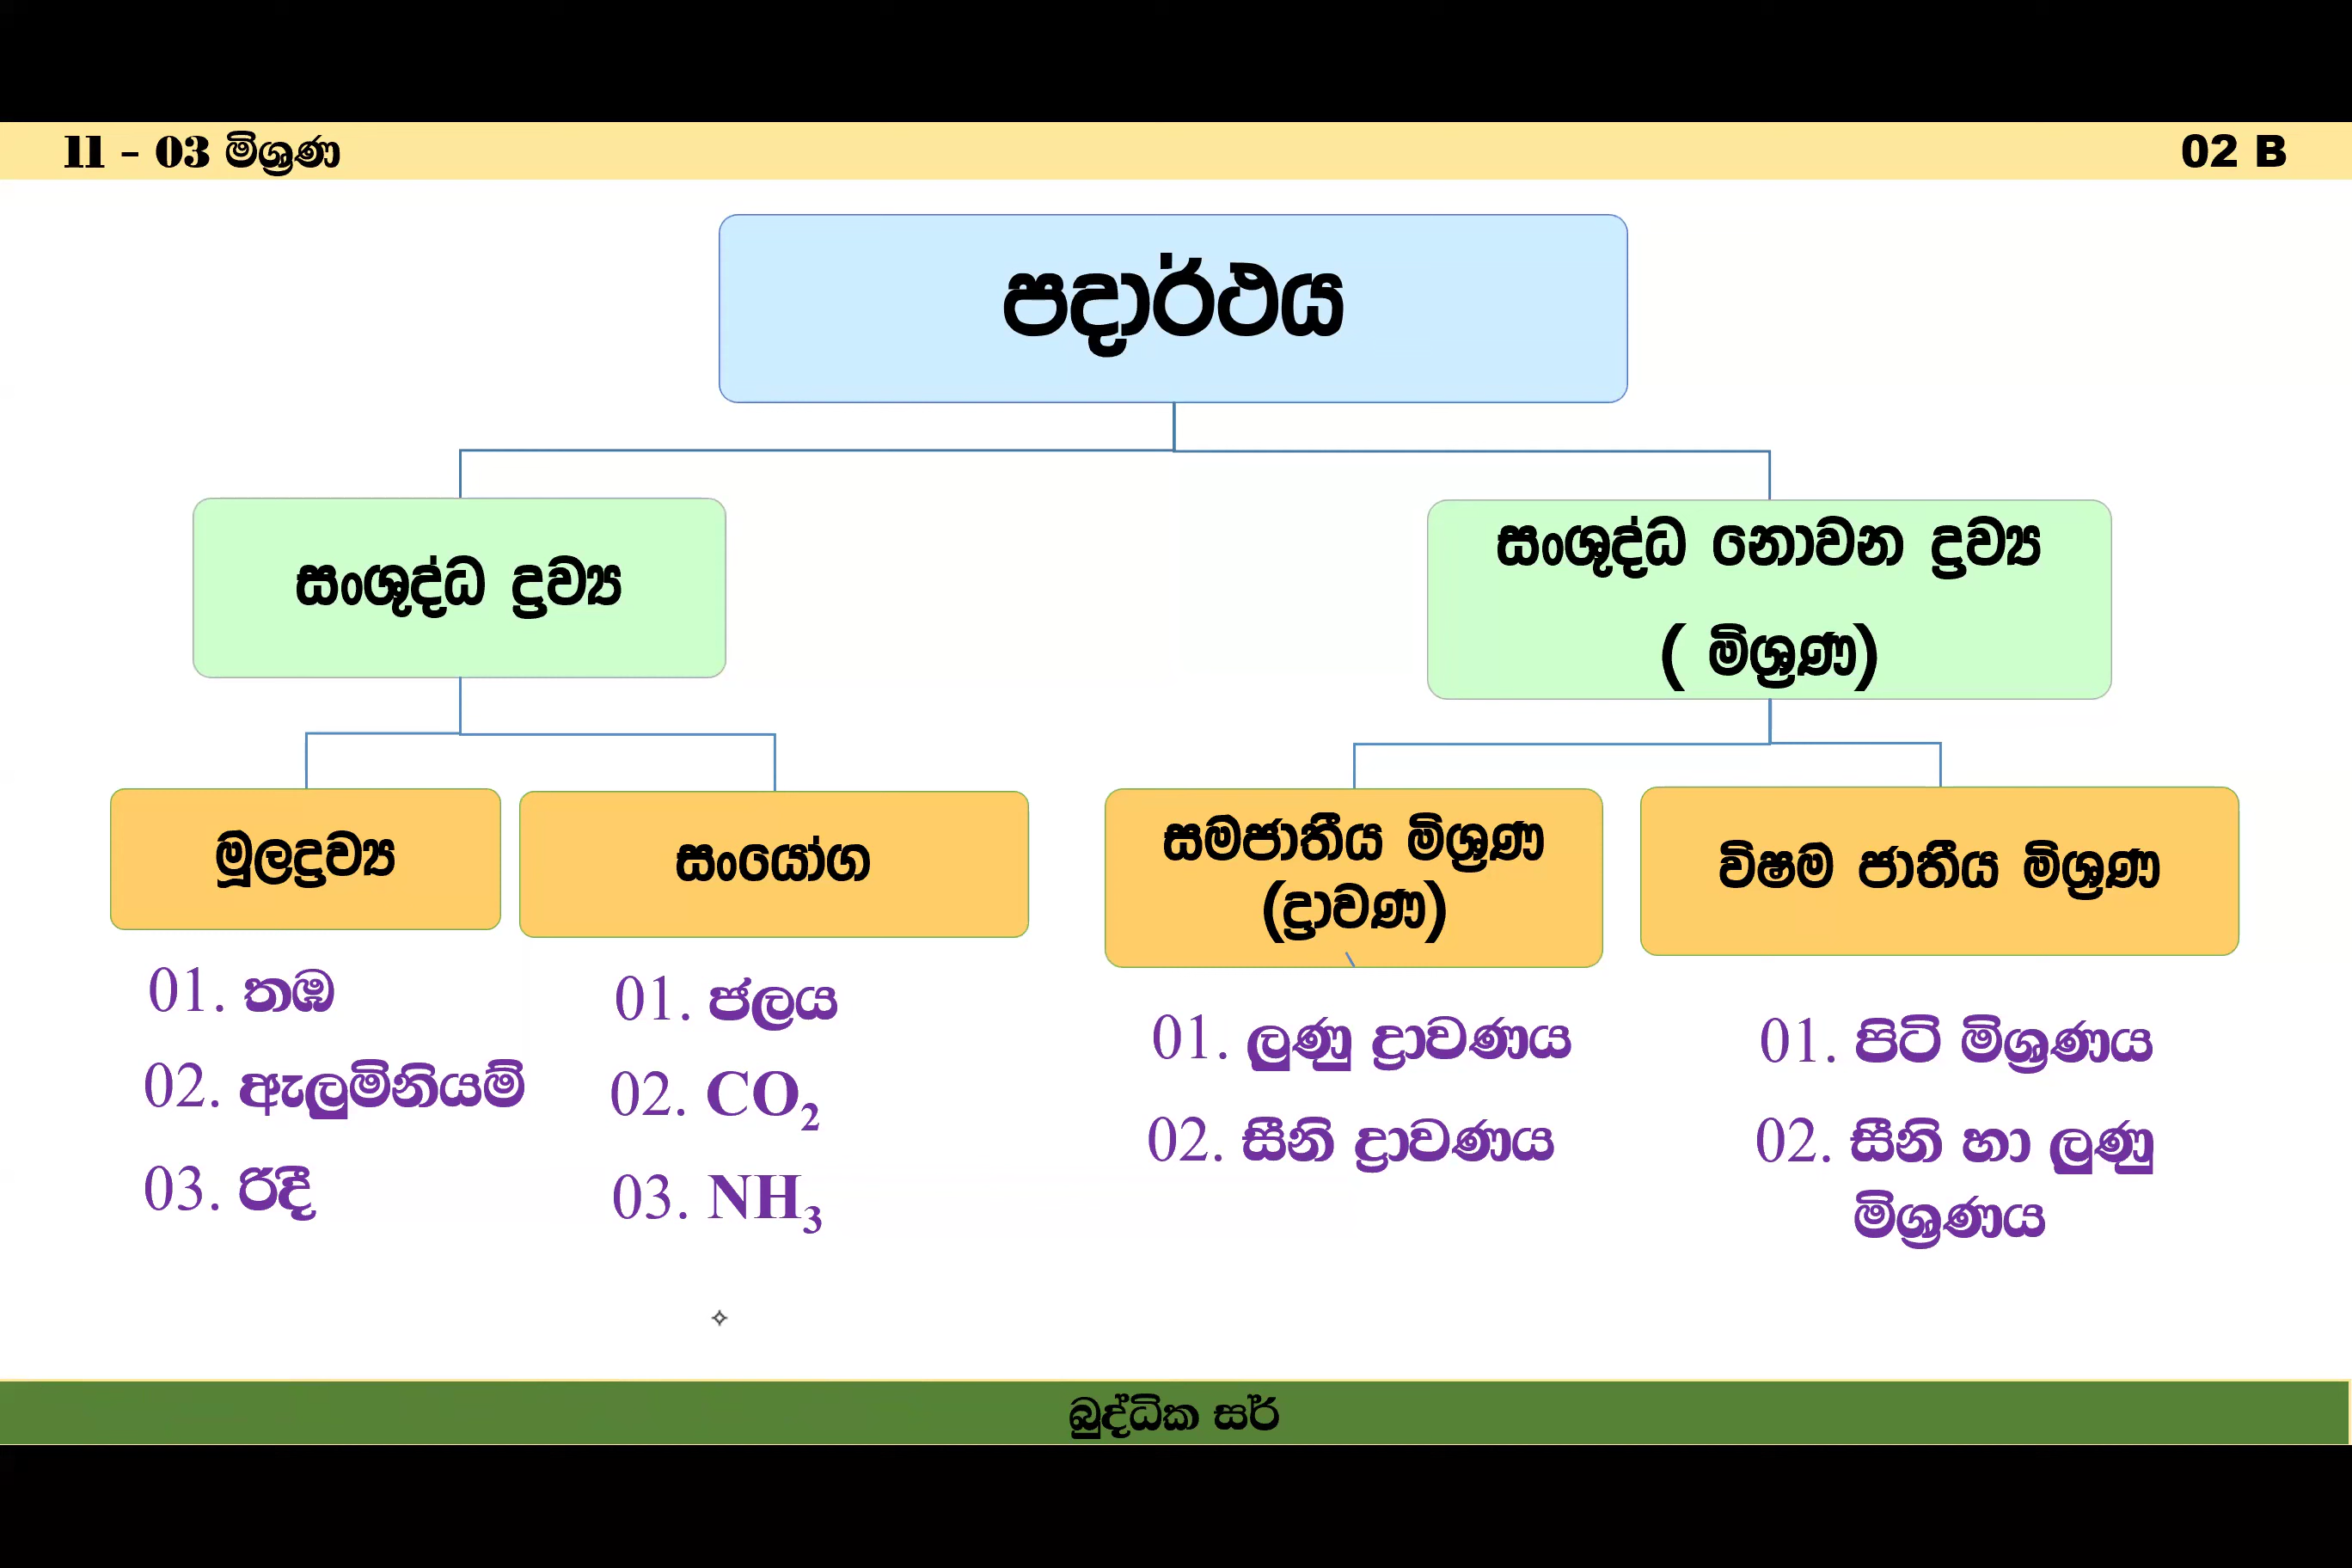 11 - 03 මිශ්‍රණ
02 B
පදාර්ථය
සංශුද්ධ ද්‍රව්‍ය
සංශුද්ධ නොවන ද්‍රව්‍ය
( මිශ්‍රණ)
මූලද්‍රව්‍ය
සංයෝග
සමජාතීය මිශ්‍රණ
(ද්‍රාවණ)
විෂම ජාතීය මිශ්‍රණ
01. තඹ
02. ඇලුමිනියම්
03. රිදී
01. ජලය
02. CO₂
03. NH₃
01. ලුණු ද්‍රාවණය
02. සීනි ද්‍රාවණය
01. පිටි මිශ්‍රණය
02. සීනි හා ලුණු
මිශ්‍රණය
බුද්ධික සර්